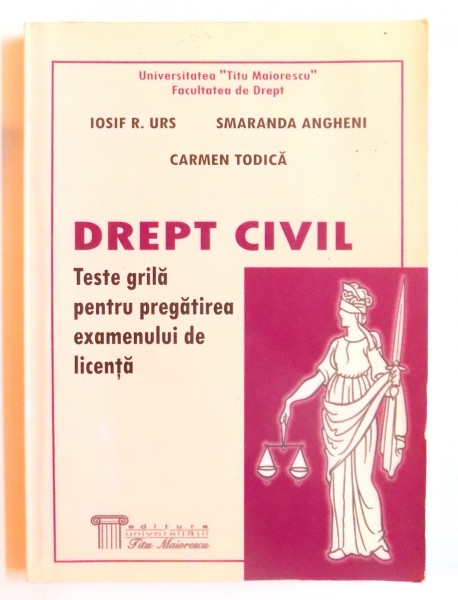 Universitatea "Titu Maiorescu"
Facultatea de Drept
IOSIF R. URS SMARANDA ANGHENI
CARMEN TODICĂ
DREPT CIVIL
Teste grilă
pentru pregătirea
examenului de
licență
editura
universității
Titu Maiorescu